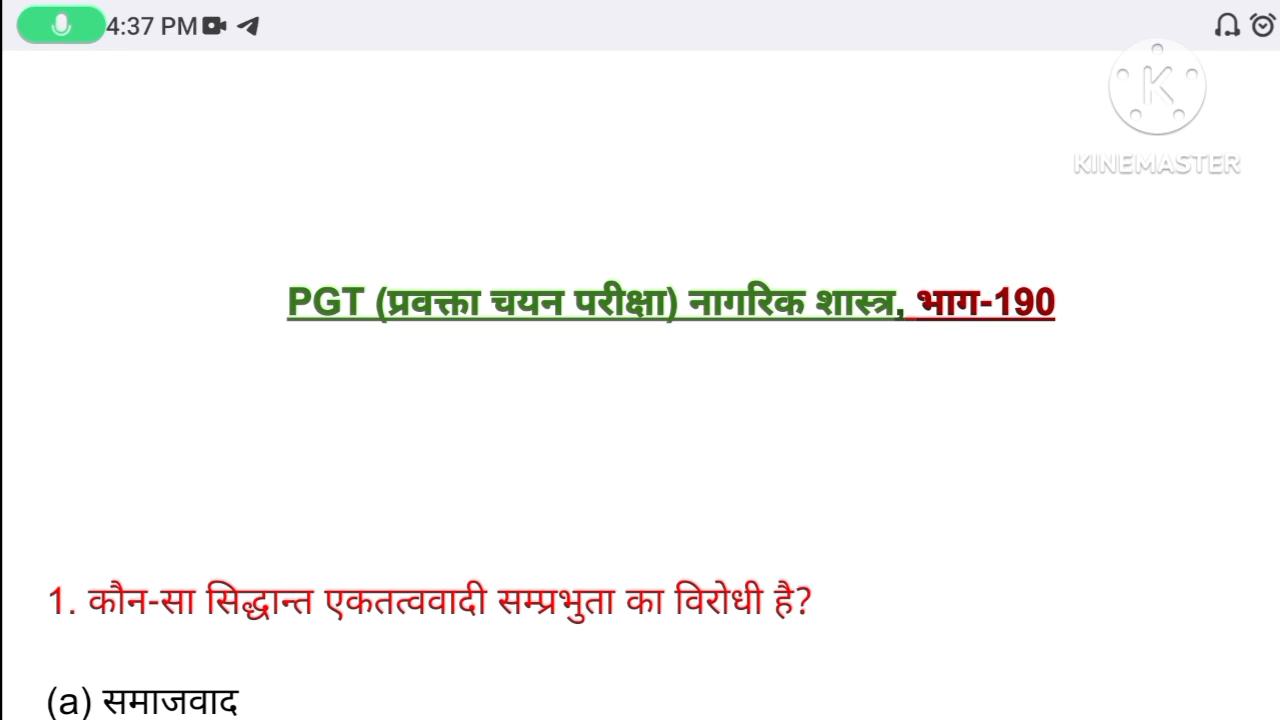 4:37 PM
K
KINEMASTER
PGT (प्रवक्ता चयन परीक्षा) नागरिक शास्त्र, भाग-190
1. कौन-सा सिद्धान्त एकतत्ववादी सम्प्रभुता का विरोधी है?
(a) समाजवाद